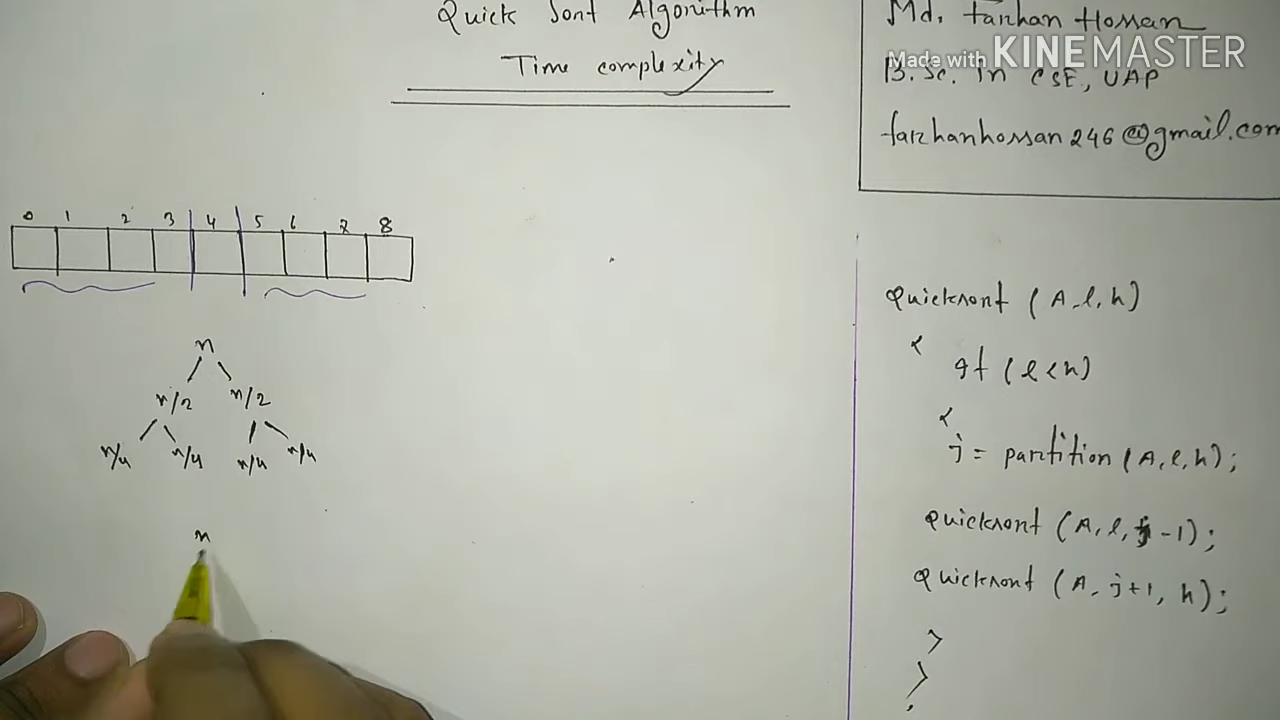 Quick Sort Algorithm
Time complexity
Md. Farhan Hossan
B.Sc. in CSE, UAP
farhanhossan246@gmail.com
Made with KINEMASTER
0 1 2 3 4 5 6 7 8
n
n/2 n/2
n/4 n/4 n/4 n/4
n
Quicksort (A, l, h)
{
if (l < h)
{
j = partition (A, l, h);
Quicksort (A, l, j-1);
Quicksort (A, j+1, h);
}
}